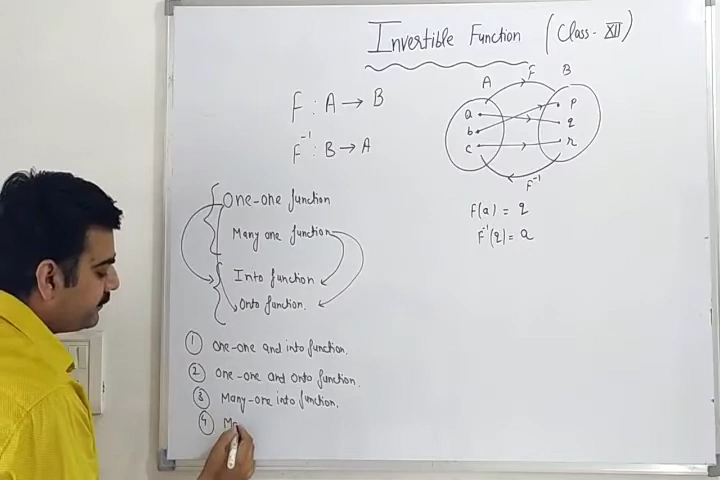 Invertible Function (Class-XII)
F : A → B
F⁻¹ : B → A
A F B
a p
b q
c r
F⁻¹
F(a) = q
F⁻¹(q) = a
One-one function
Many one function
Into function
Onto function.
① One-one and into function.
② One-one and Onto function.
③ Many-one into function.
④ Ma